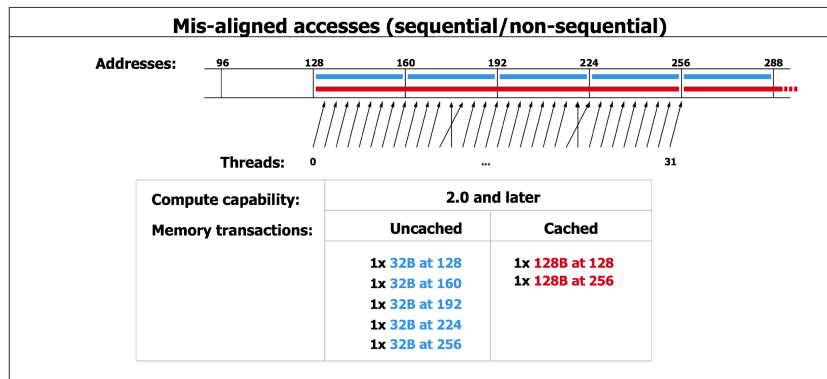 Mis-aligned accesses (sequential/non-sequential)
Addresses: 96 128 160 192 224 256 288
Threads: 0 ... 31
Compute capability: 2.0 and later
Memory transactions: Uncached Cached
1x 32B at 128 1x 128B at 128
1x 32B at 160 1x 128B at 256
1x 32B at 192
1x 32B at 224
1x 32B at 256